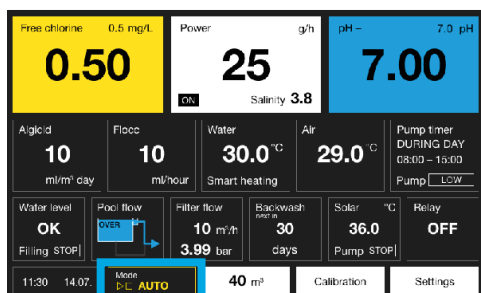 Free chlorine 0.5 mg/L
0.50
Power g/h
25
ON Salinity 3.8
pH – 7.0 pH
7.00
Algicid
10
ml/m³ day
Flocc
10
ml/hour
Water
30.0 °C
Smart heating
Air
29.0 °C
Pump timer
DURING DAY
08:00 – 15:00
Pump LOW
Water level
OK
Filling STOP
Pool flow
OVER
Filter flow
10 m³/h
3.99 bar
Backwash
next in
30
days
Solar °C
36.0
Pump STOP
Relay
OFF
11:30 14.07.
Mode
AUTO
40 m³
Calibration
Settings